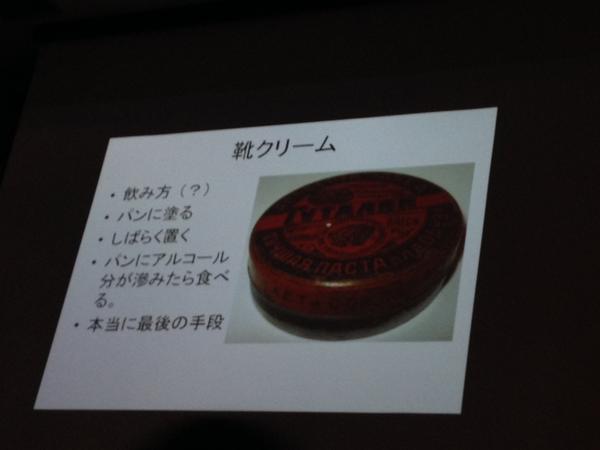 靴クリーム
• 飲み方（？）
• パンに塗る
• しばらく置く
• パンにアルコール
分が滲みたら食べ
る。
• 本当に最後の手段
ГУТАЛИН
ПАСТА